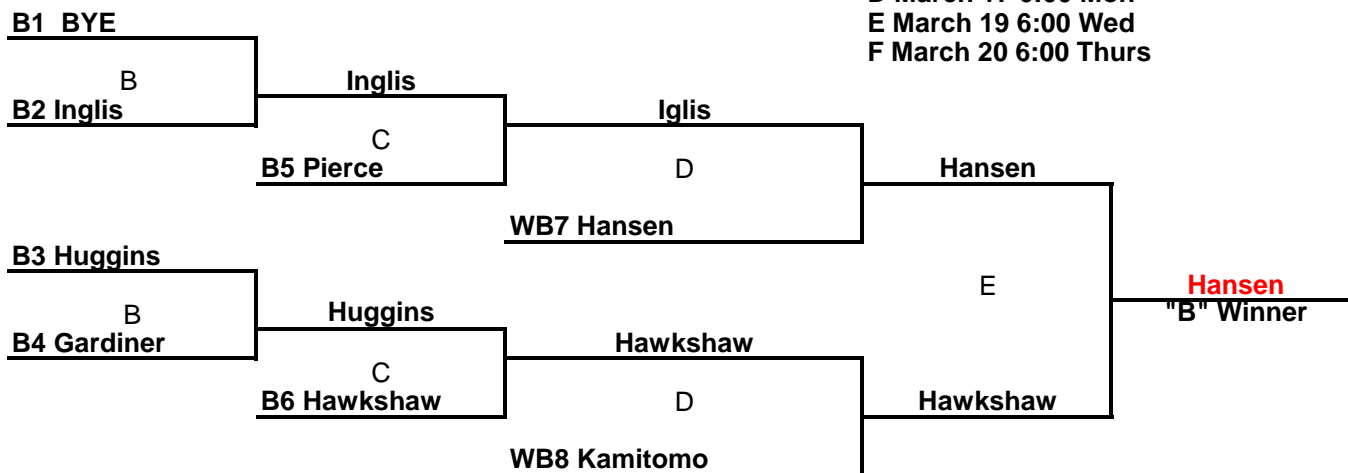 E March 19 6:00 Wed
F March 20 6:00 Thurs
B1 BYE
B
Inglis
B2 Inglis
Iglis
C
B5 Pierce
D
Hansen
WB7 Hansen
B3 Huggins
E
Hansen
B
Huggins
"B" Winner
B4 Gardiner
Hawkshaw
C
B6 Hawkshaw
D
Hawkshaw
WB8 Kamitomo